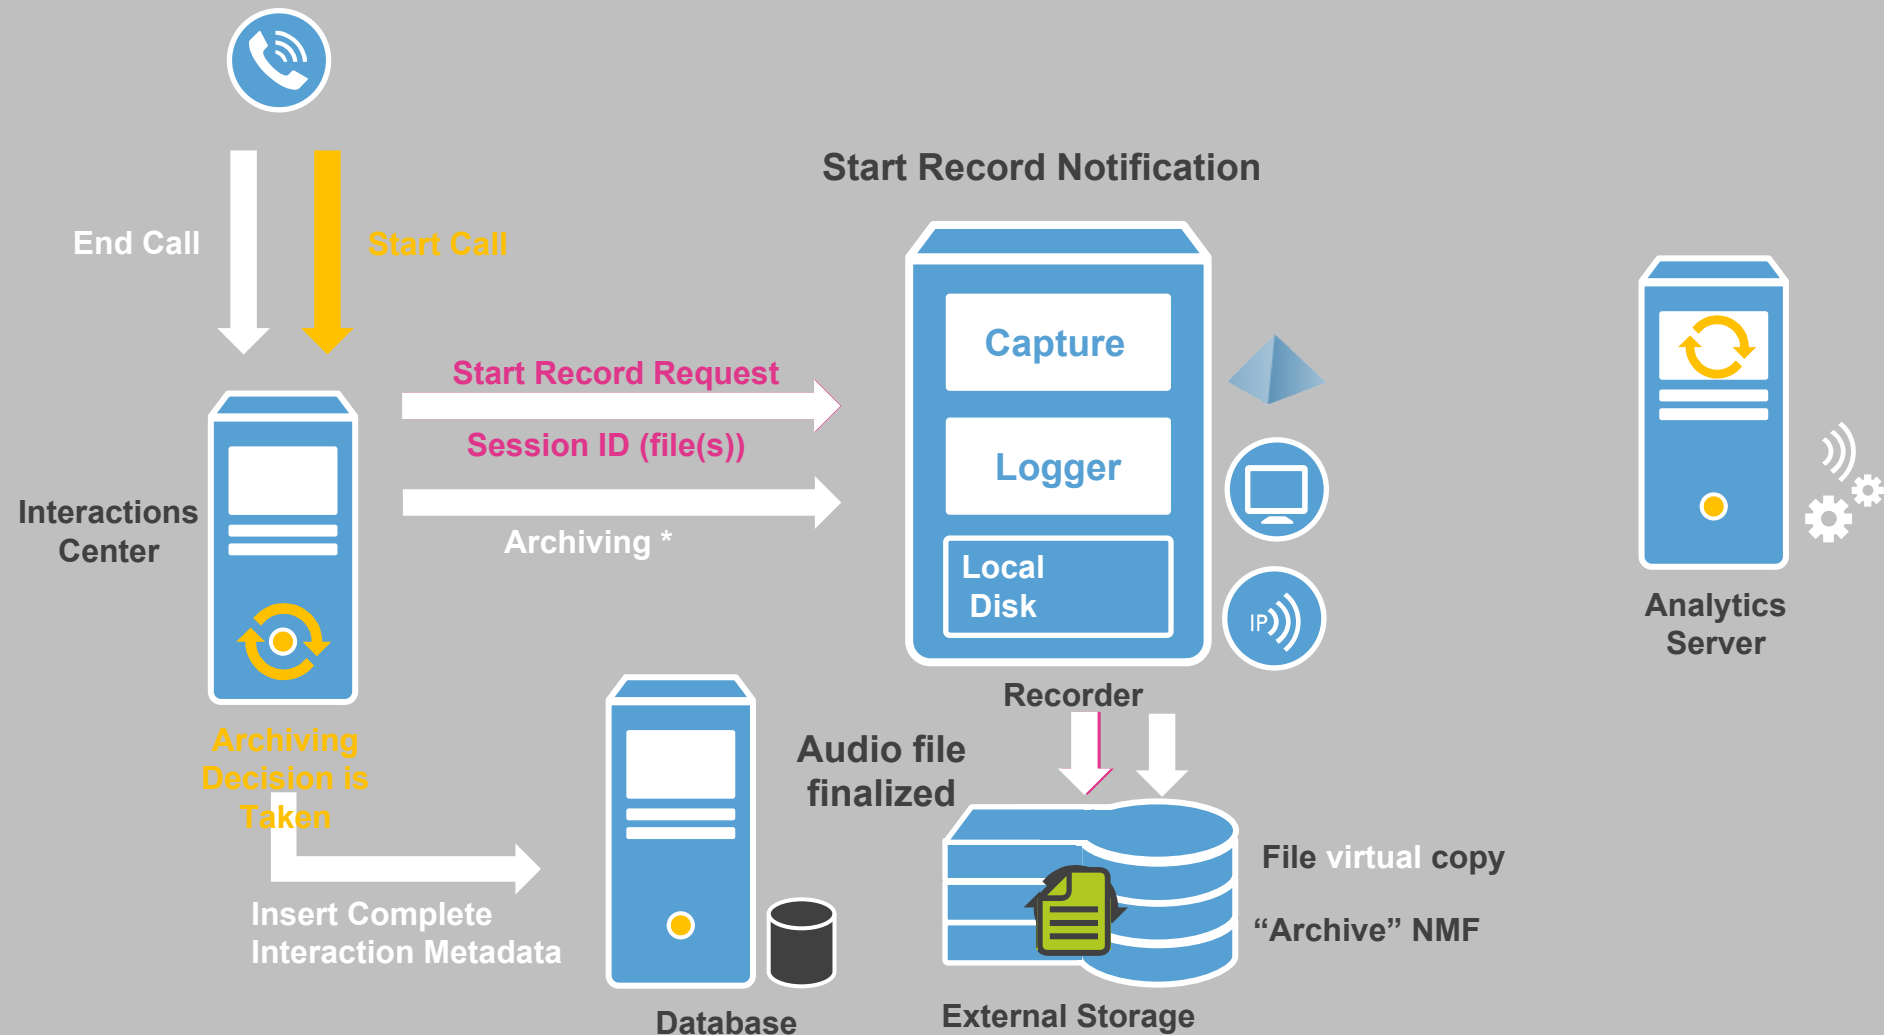 Start Record Notification
End Call
Start Call
Capture
Start Record Request
Session ID (file(s))
Logger
Interactions
Center
Archiving *
Local
Disk
IP
Analytics
Server
Recorder
Archiving
Decision is
Taken
Audio file
finalized
File virtual copy
Insert Complete
Interaction Metadata
“Archive” NMF
External Storage
Database